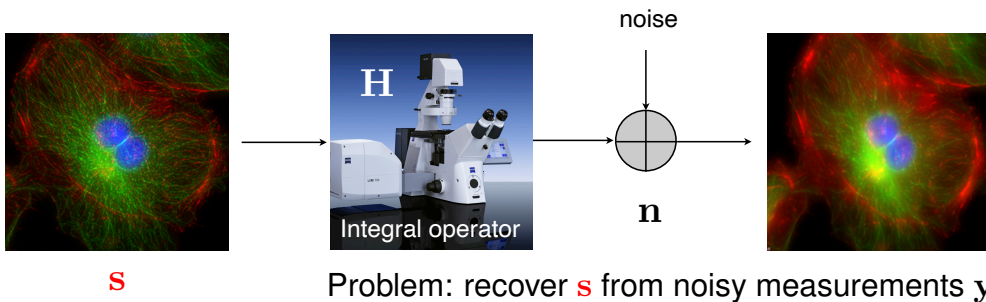 noise
H
Integral operator
n
s
Problem: recover s from noisy measurements y